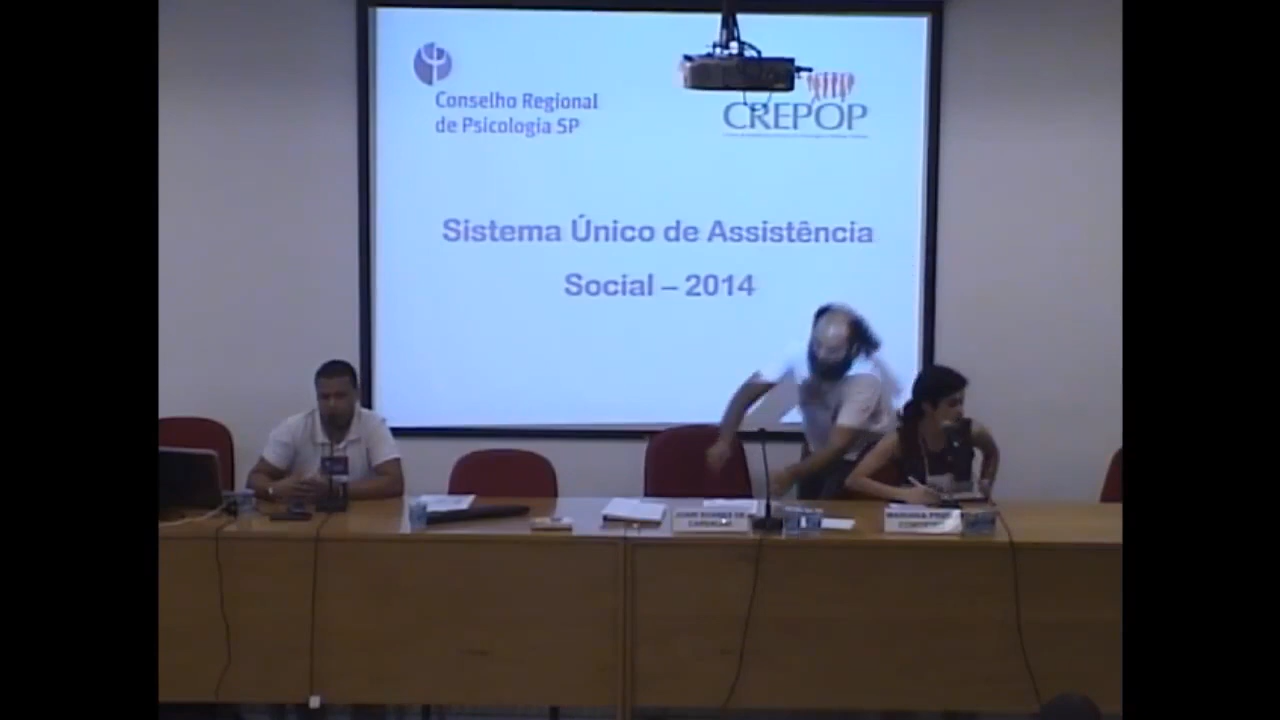 Conselho Regional
de Psicologia SP
CREPOP
Sistema Único de Assistência
Social – 2014